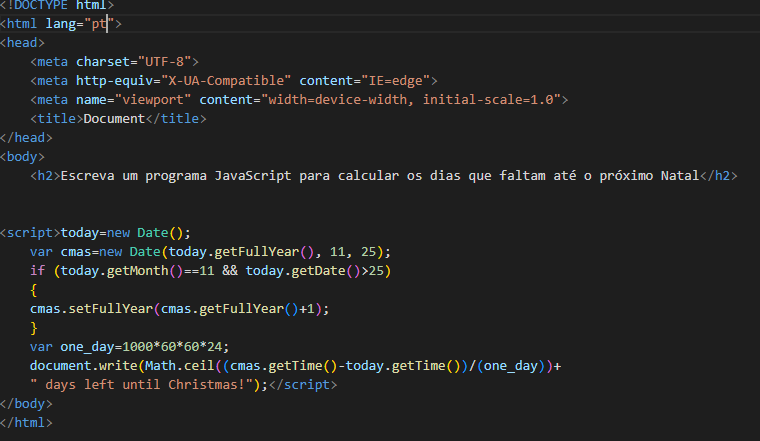 <!DOCTYPE html>
<html lang="pt">
<head>
    <meta charset="UTF-8">
    <meta http-equiv="X-UA-Compatible" content="IE=edge">
    <meta name="viewport" content="width=device-width, initial-scale=1.0">
    <title>Document</title>
</head>
<body>
    <h2>Escreva um programa JavaScript para calcular os dias que faltam até o próximo Natal</h2>
<script>today=new Date();
    var cmas=new Date(today.getFullYear(), 11, 25);
    if (today.getMonth()==11 && today.getDate()>25)
    {
    cmas.setFullYear(cmas.getFullYear()+1);
    }
    var one_day=1000*60*60*24;
    document.write(Math.ceil((cmas.getTime()-today.getTime())/(one_day))+
    " days left until Christmas!");</script>
</body>
</html>